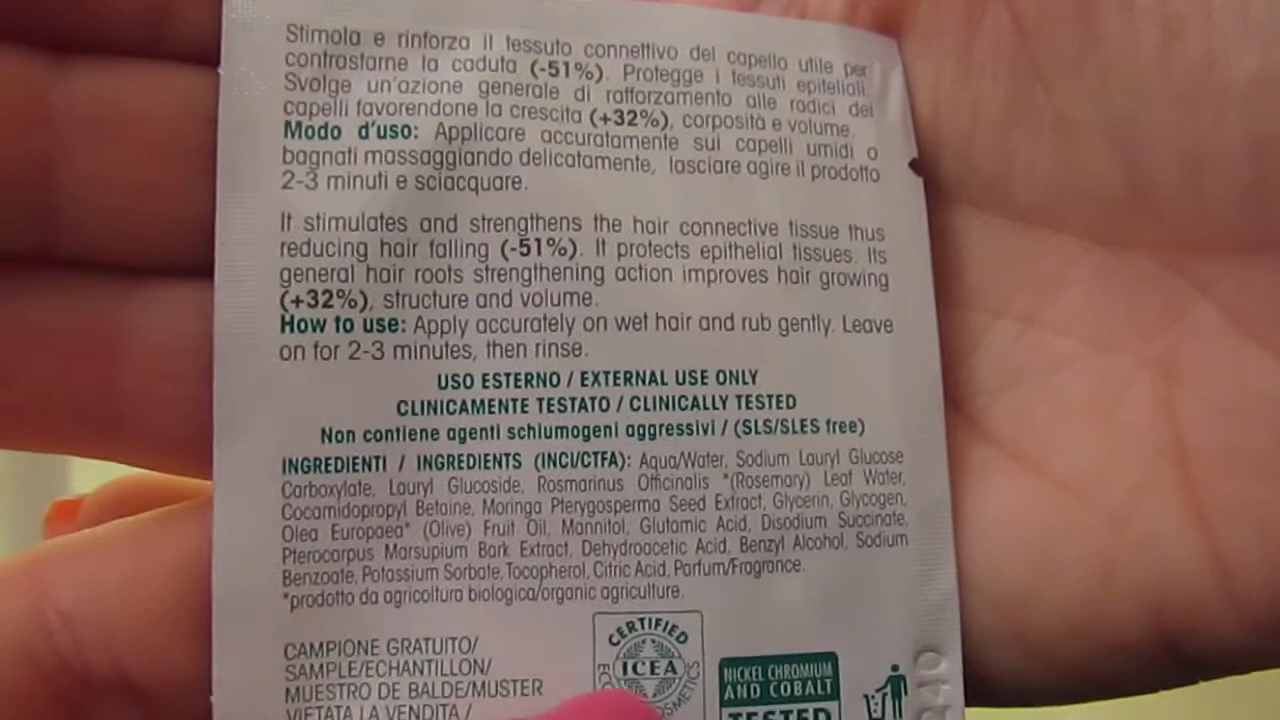 Stimola e rinforza il tessuto connettivo del capello utile per
contrastarne la caduta (-51%). Protegge i tessuti epiteliali.
Svolge un'azione generale di rafforzamento alle radici dei
capelli favorendone la crescita (+32%), corposità e volume.
Modo d'uso: Applicare accuratamente sui capelli umidi o
bagnati massaggiando delicatamente, lasciare agire il prodotto
2-3 minuti e sciacquare.
It stimulates and strengthens the hair connective tissue thus
reducing hair falling (-51%). It protects epithelial tissues. Its
general hair roots strengthening action improves hair growing
(+32%), structure and volume.
How to use: Apply accurately on wet hair and rub gently. Leave
on for 2-3 minutes, then rinse.
USO ESTERNO / EXTERNAL USE ONLY
CLINICAMENTE TESTATO / CLINICALLY TESTED
Non contiene agenti schiumogeni aggressivi / (SLS/SLES free)
INGREDIENTI / INGREDIENTS (INCI/CTFA): Aqua/Water, Sodium Lauryl Glucose
Carboxylate, Lauryl Glucoside, Rosmarinus Officinalis *(Rosemary) Leaf Water,
Cocamidopropyl Betaine, Moringa Pterygosperma Seed Extract, Glycerin, Glycogen,
Olea Europaea* (Olive) Fruit Oil, Mannitol, Glutamic Acid, Disodium Succinate,
Pterocarpus Marsupium Bark Extract, Dehydroacetic Acid, Benzyl Alcohol, Sodium
Benzoate, Potassium Sorbate, Tocopherol, Citric Acid, Parfum/Fragrance.
*prodotto da agricoltura biologica/organic agriculture.
CAMPIONE GRATUITO/
SAMPLE/ECHANTILLON/
MUESTRO DE BALDE/MUSTER
VIETATA LA VENDITA /
CERTIFIED
ICEA
NICKEL CHROMIUM
AND COBALT
TESTED